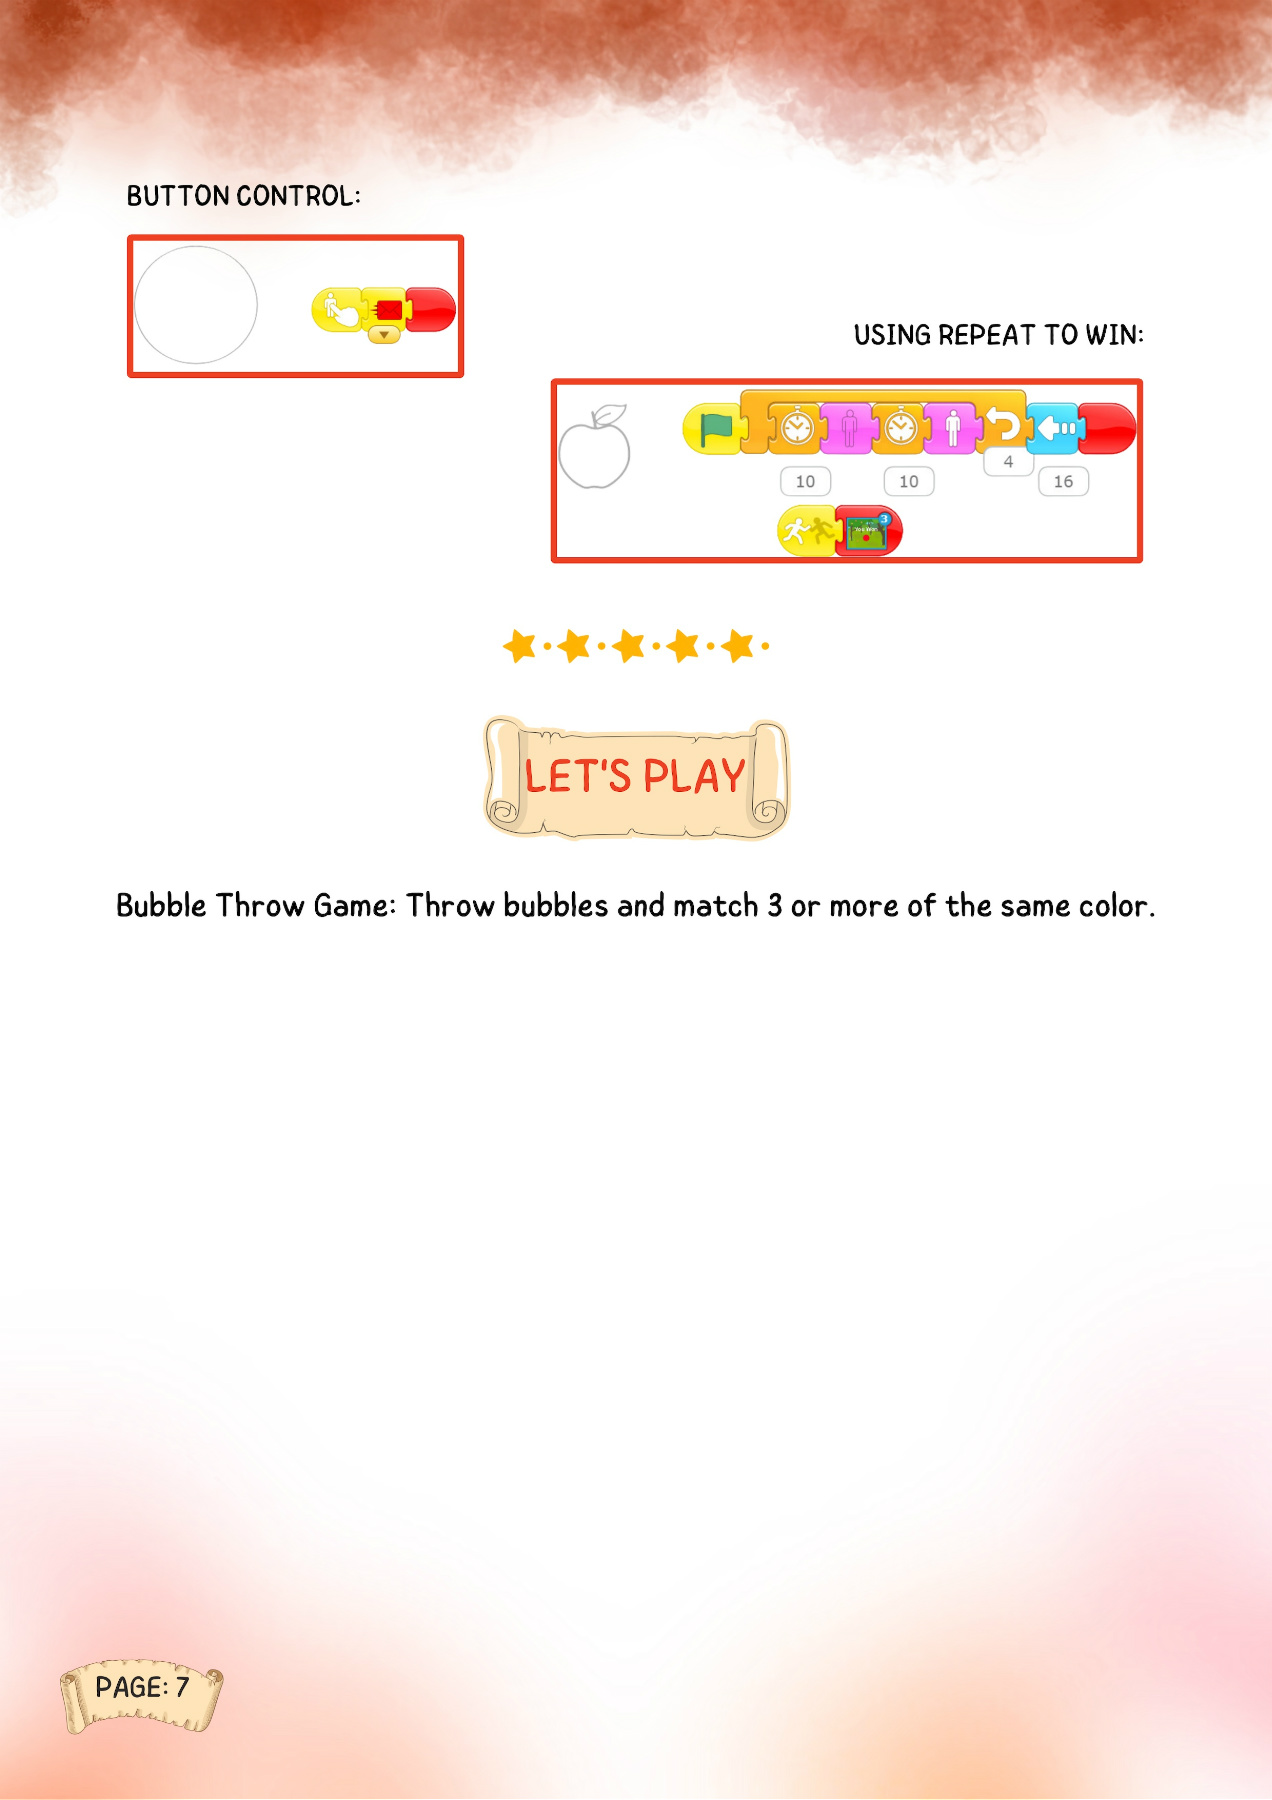 BUTTON CONTROL:
USING REPEAT TO WIN:
4
10
10
16
3
LET'S PLAY
Bubble Throw Game: Throw bubbles and match 3 or more of the same color.
PAGE: 7